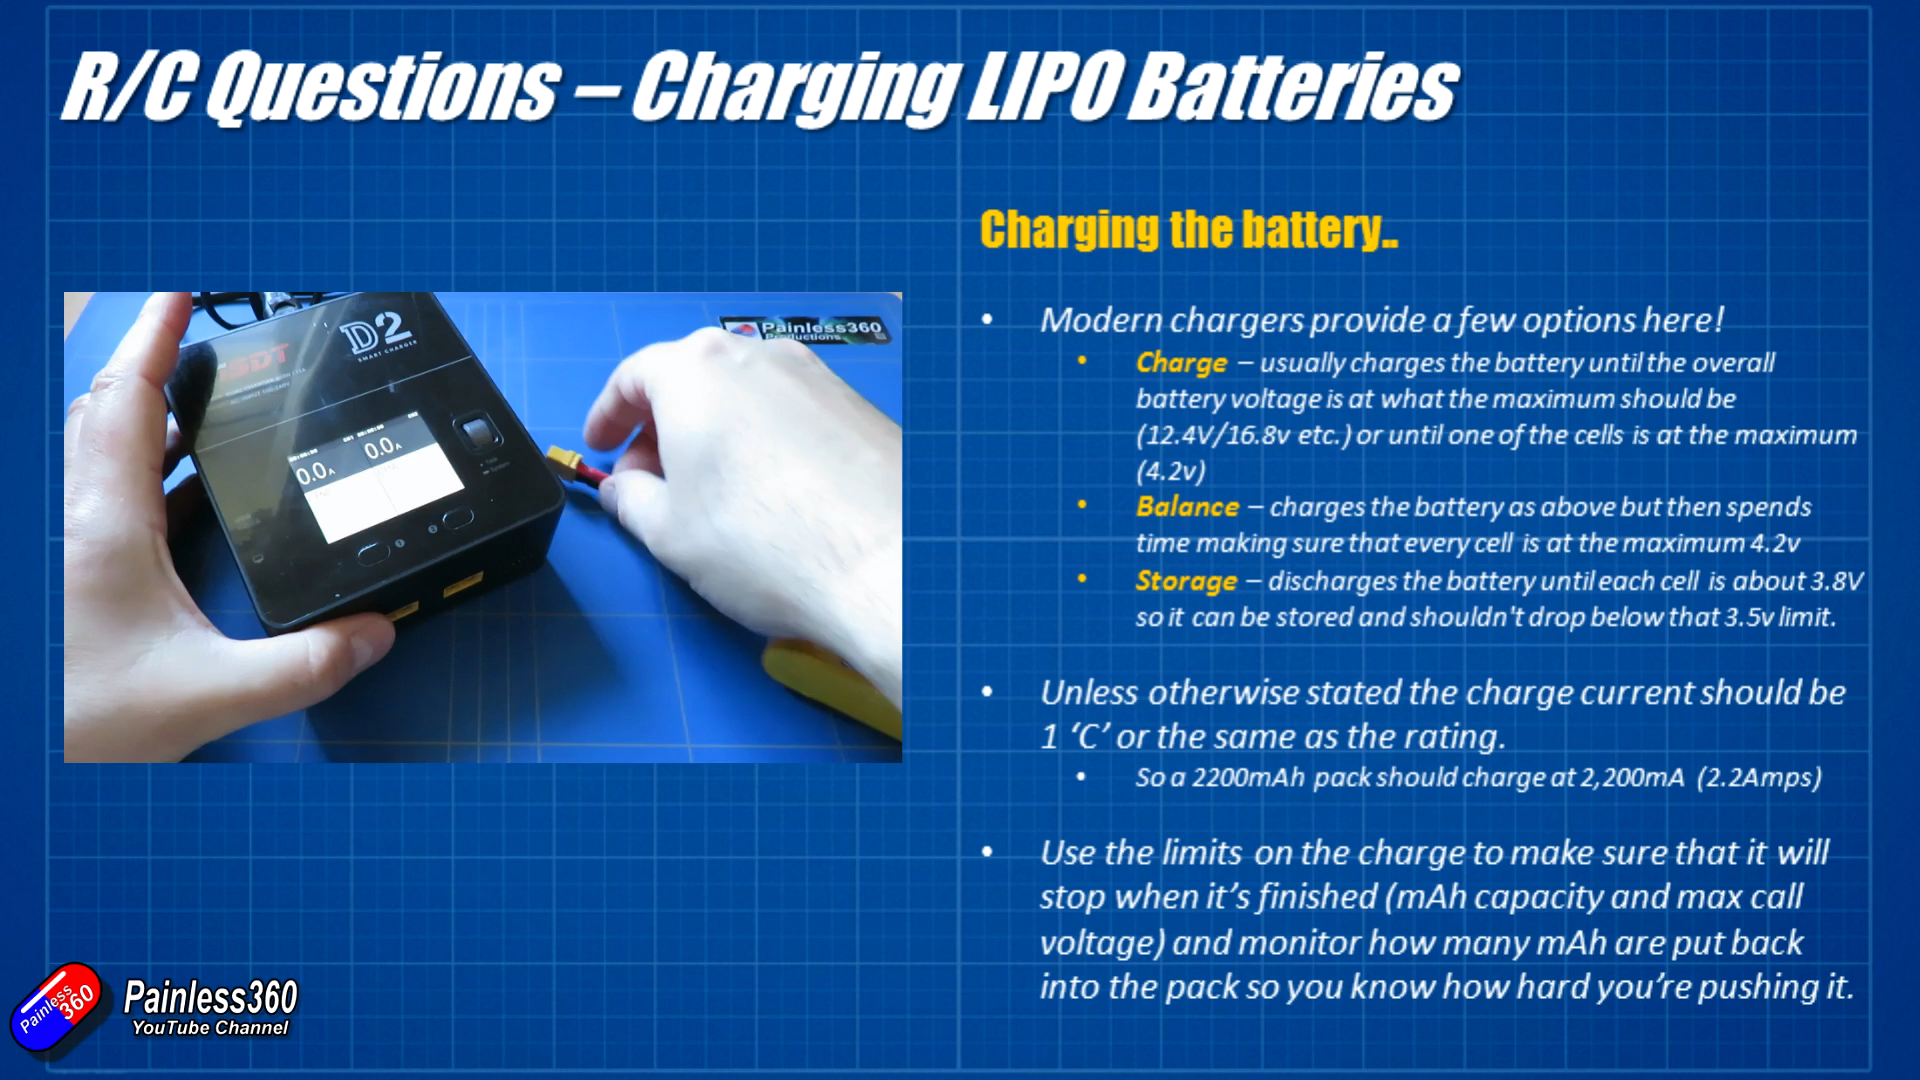 R/C Questions – Charging LIPO Batteries
Charging the battery..
• Modern chargers provide a few options here!
• Charge – usually charges the battery until the overall
battery voltage is at what the maximum should be
(12.4V/16.8v etc.) or until one of the cells is at the maximum
(4.2v)
• Balance – charges the battery as above but then spends
time making sure that every cell is at the maximum 4.2v
• Storage – discharges the battery until each cell is about 3.8V
so it can be stored and shouldn't drop below that 3.5v limit.
• Unless otherwise stated the charge current should be
1 ‘C’ or the same as the rating.
• So a 2200mAh pack should charge at 2,200mA (2.2Amps)
• Use the limits on the charge to make sure that it will
stop when it’s finished (mAh capacity and max call
voltage) and monitor how many mAh are put back
into the pack so you know how hard you’re pushing it.
SDT
D2
SMART CHARGER
0.0A
0.0A
Painless360
Productions
Painless
360
Painless360
YouTube Channel